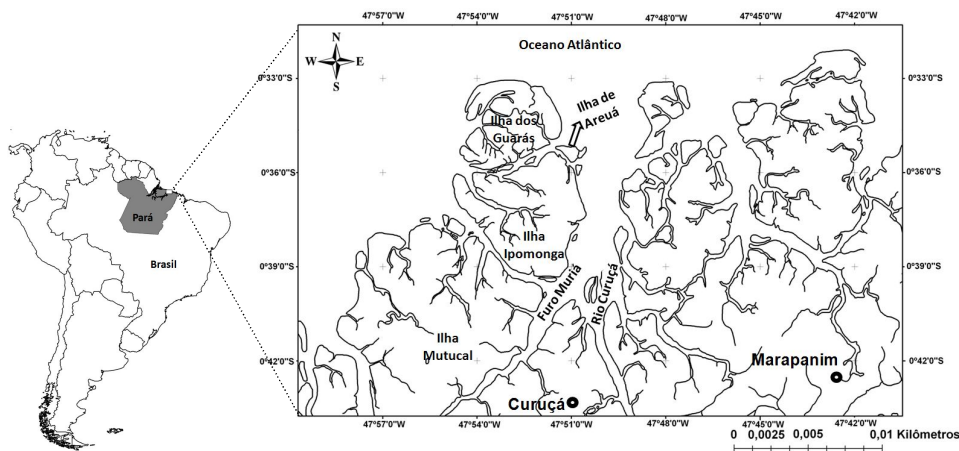 47°57'0"W 47°54'0"W 47°51'0"W 47°48'0"W 47°45'0"W 47°42'0"W
N
W E
S
Oceano Atlântico
0°33'0"S 0°33'0"S
Ilha de
Areuá
Ilha dos
Guarás
0°36'0"S 0°36'0"S
Pará
Ilha
Ipomonga
Brasil
0°39'0"S 0°39'0"S
Furo Muriá
Rio Curuçá
Ilha
Mutucal
0°42'0"S 0°42'0"S
Marapanim
Curuçá
47°57'0"W 47°54'0"W 47°51'0"W 47°48'0"W 47°45'0"W 47°42'0"W
0 0,0025 0,005 0,01 Kilômetros